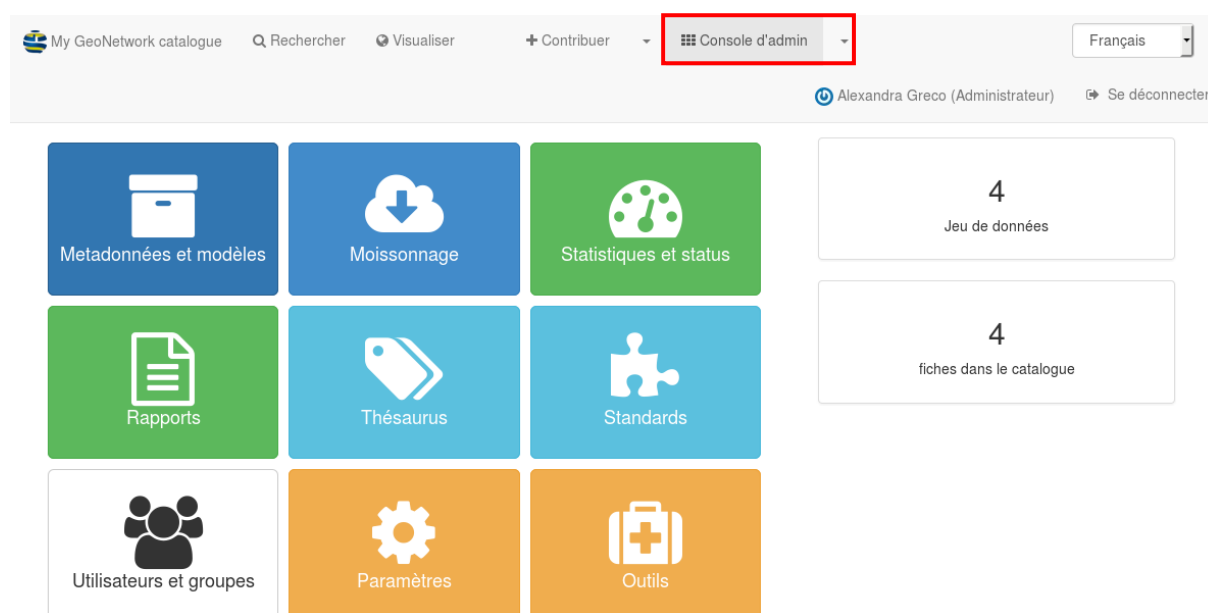 My GeoNetwork catalogue Rechercher Visualiser Contribuer Console d'admin Français
Alexandra Greco (Administrateur) Se déconnecter
Metadonnées et modèles
Moissonnage
Statistiques et status
4
Jeu de données
Rapports
Thésaurus
Standards
4
fiches dans le catalogue
Utilisateurs et groupes
Paramètres
Outils